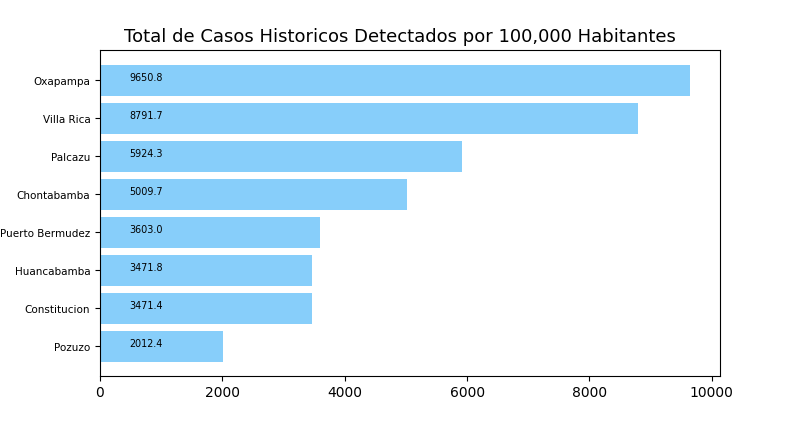 Total de Casos Historicos Detectados por 100,000 Habitantes
Oxapampa 9650.8
Villa Rica 8791.7
Palcazu 5924.3
Chontabamba 5009.7
Puerto Bermudez 3603.0
Huancabamba 3471.8
Constitucion 3471.4
Pozuzo 2012.4
0 2000 4000 6000 8000 10000